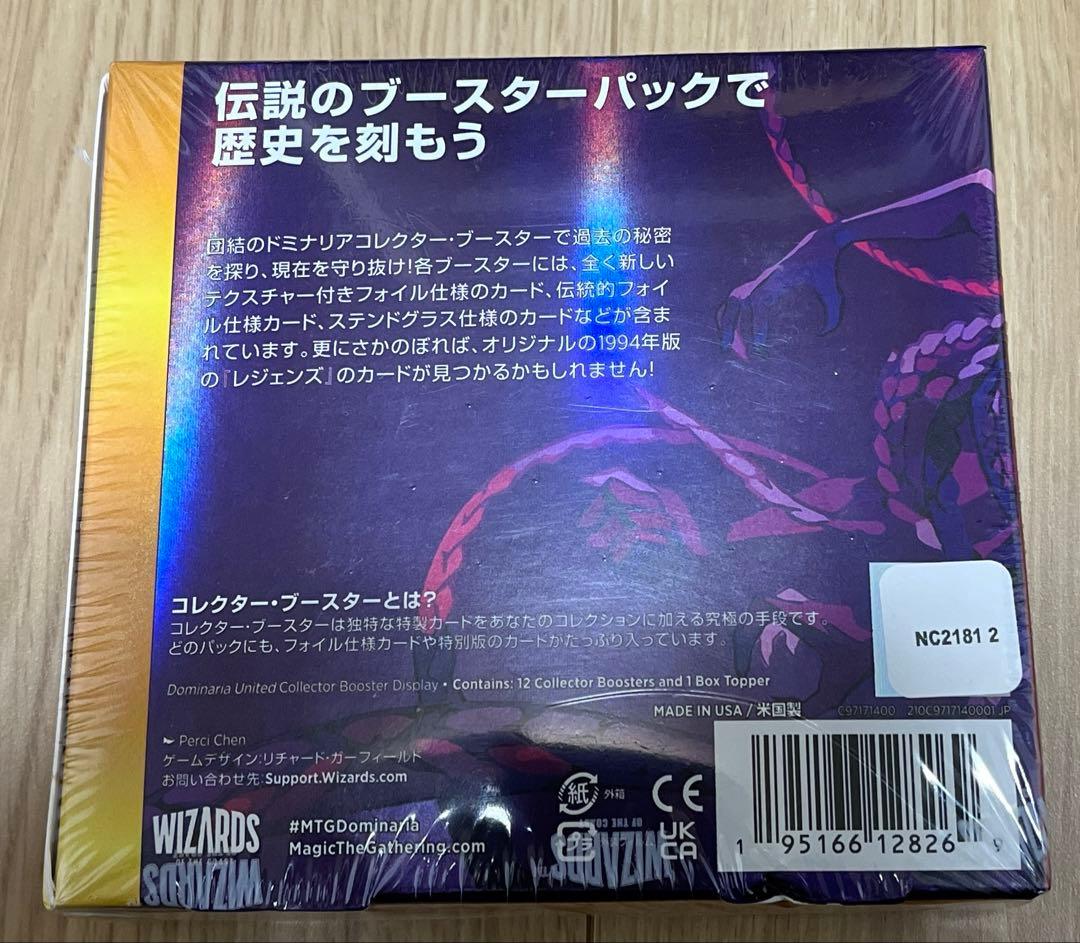 伝説のブースターパックで
歴史を刻もう
団結のドミナリアコレクター・ブースターで過去の秘密
を探り、現在を守り抜け!各ブースターには、全く新しい
テクスチャー付きフォイル仕様のカード、伝統的フォイ
ル仕様カード、ステンドグラス仕様のカードなどが含ま
れています。更にさかのぼれば、オリジナルの1994年版
の『レジェンズ』のカードが見つかるかもしれません!
コレクター・ブースターとは?
コレクター・ブースターは独特な特製カードをあなたのコレクションに加える究極の手段です。
どのパックにも、フォイル仕様カードや特別版のカードがたっぷり入っています。
NC2181 2
Dominaria United Collector Booster Display • Contains: 12 Collector Boosters and 1 Box Topper
MADE IN USA / 米国製
C97171400 210C9717140001 JP
Perci Chen
ゲームデザイン:リチャード・ガーフィールド
お問い合わせ先:Support.Wizards.com
紙 外箱
CE
WIZARDS
#MTGDominaria
MagicTheGathering.com
プラ
UK
CA
WIZARDS
OF THE COAST
1 95166 12826 9